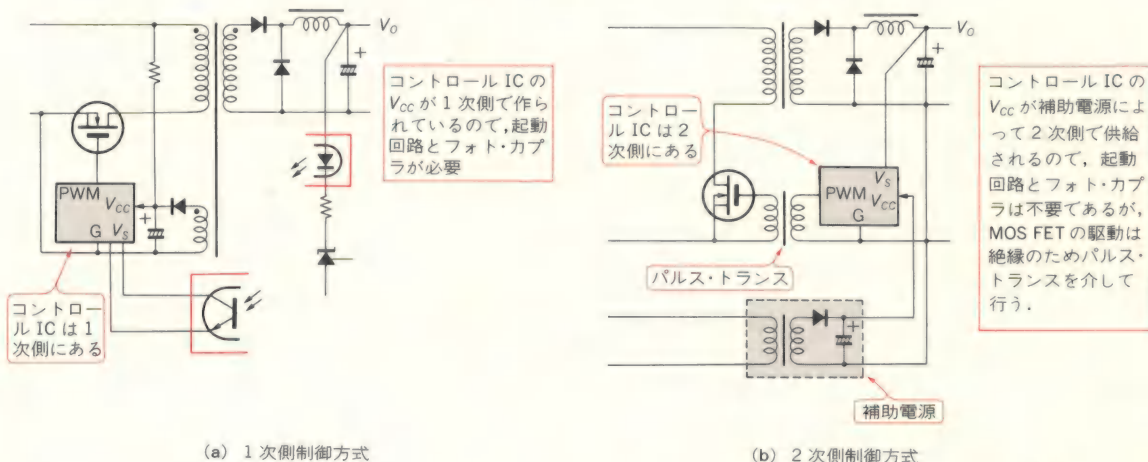 V_O
コントロール IC の
V_CC が 1 次側で作ら
れているので, 起動
回路とフォト・カプ
ラが必要
PWM
V_CC
G V_S
コントロー
ル IC は 1
次側にある
(a) 1 次側制御方式
V_O
コントロー
ル IC は 2
次側にある
V_S
PWM
V_CC
G
パルス・トランス
補助電源
コントロール IC の
V_CC が補助電源によ
って 2 次側で供給
されるので, 起動
回路とフォト・カプ
ラは不要であるが,
MOS FET の駆動は
絶縁のためパルス・
トランスを介して
行う.
(b) 2 次側制御方式